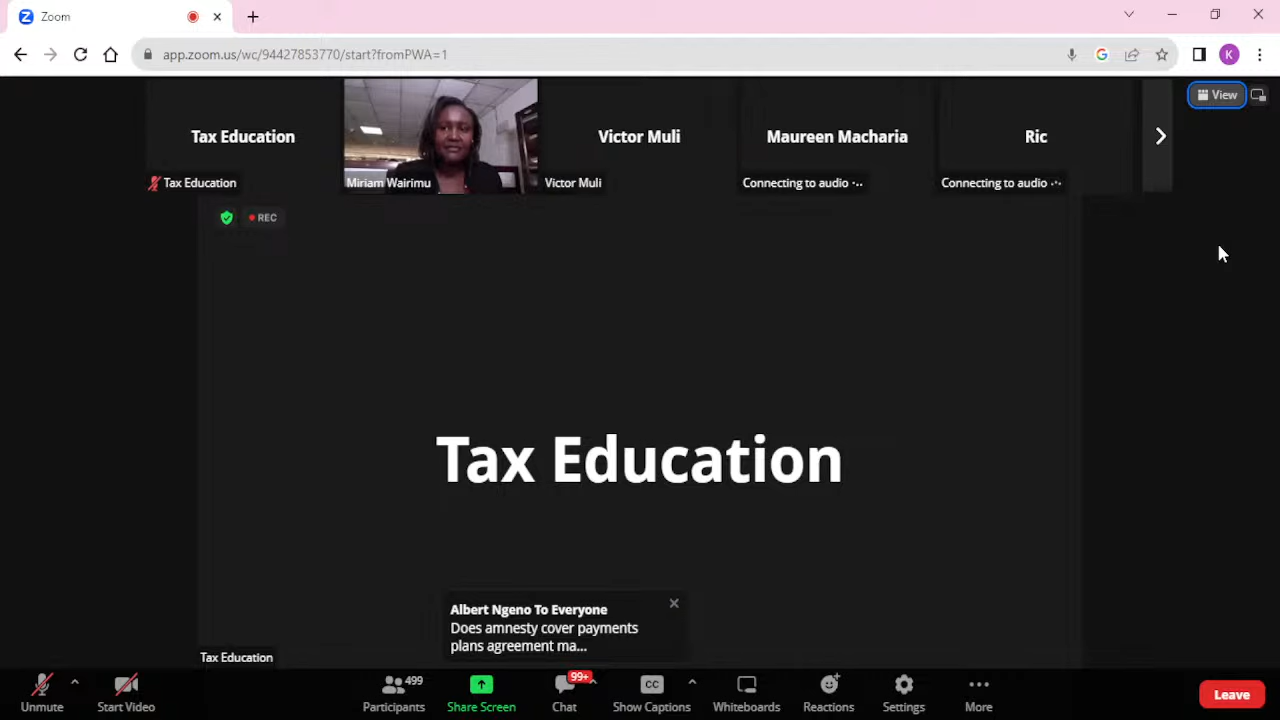 Zoom
app.zoom.us/wc/94427853770/start?fromPWA=1
K
View
Tax Education
Victor Muli
Maureen Macharia
Ric
Tax Education
Miriam Wairimu
Victor Muli
Connecting to audio ···
Connecting to audio ···
REC
Tax Education
Albert Ngeno To Everyone
Does amnesty cover payments
plans agreement ma...
Tax Education
499
99+
CC
Unmute
Start Video
Participants
Share Screen
Chat
Show Captions
Whiteboards
Reactions
Settings
More
Leave